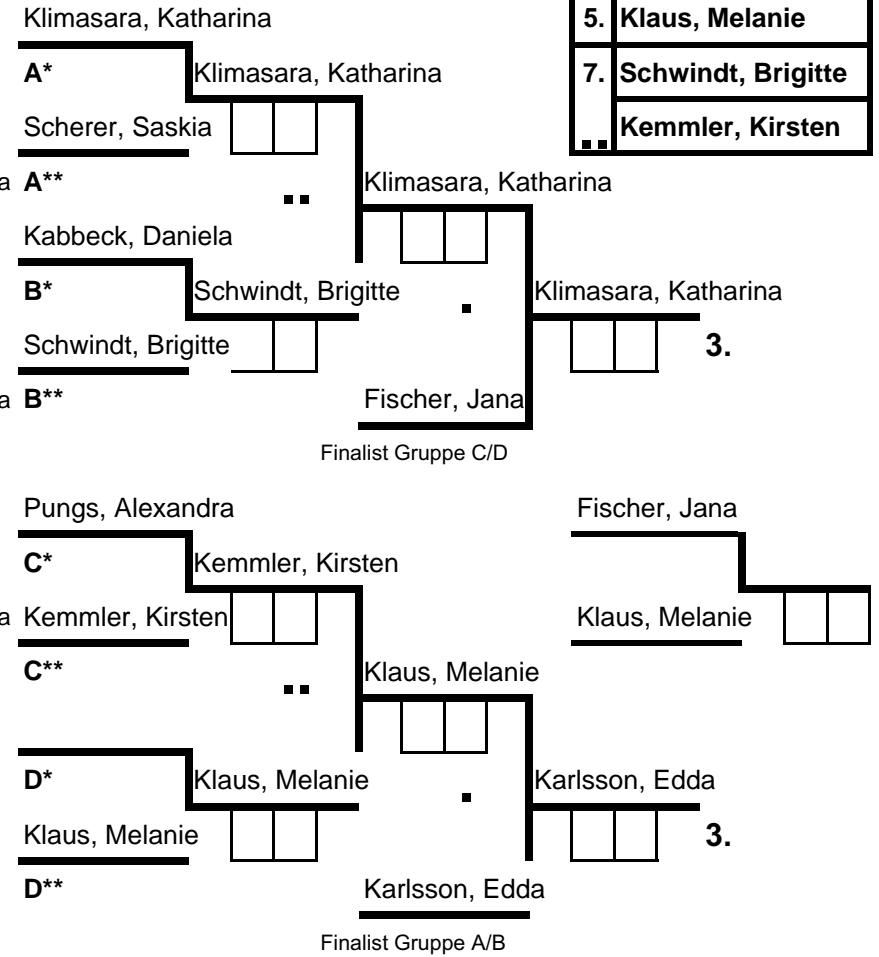 Klimasara, Katharina
5. Klaus, Melanie
A* Klimasara, Katharina
7. Schwindt, Brigitte
Scherer, Saskia
.. Kemmler, Kirsten
a A** .. Klimasara, Katharina
Kabbeck, Daniela
B* Schwindt, Brigitte . Klimasara, Katharina
Schwindt, Brigitte 3.
a B** Fischer, Jana
Finalist Gruppe C/D
Pungs, Alexandra Fischer, Jana
C* Kemmler, Kirsten
a Kemmler, Kirsten Klaus, Melanie
C** .. Klaus, Melanie
D* Klaus, Melanie . Karlsson, Edda
Klaus, Melanie 3.
D** Karlsson, Edda
Finalist Gruppe A/B